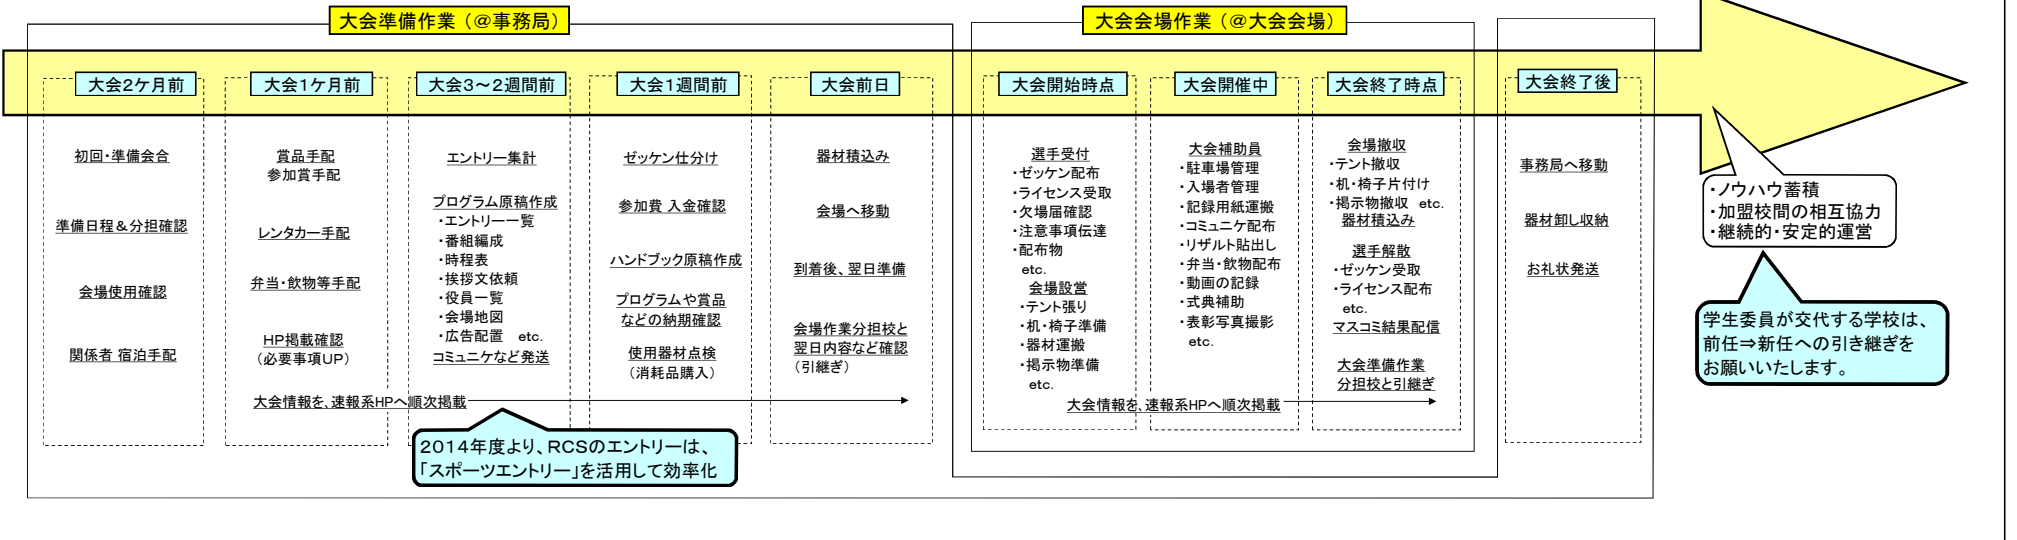 大会準備作業（＠事務局）
大会2ケ月前
初回・準備会合
準備日程＆分担確認
会場使用確認
関係者 宿泊手配
大会1ケ月前
賞品手配
参加賞手配
レンタカー手配
弁当・飲物等手配
HP掲載確認
（必要事項UP）
大会3～2週間前
エントリー集計
プログラム原稿作成
・エントリー一覧
・番組編成
・時程表
・挨拶文依頼
・役員一覧
・会場地図
・広告配置 etc.
コミュニケなど発送
大会1週間前
ゼッケン仕分け
参加費 入金確認
ハンドブック原稿作成
プログラムや賞品
などの納期確認
使用器材点検
（消耗品購入）
大会前日
器材積込み
会場へ移動
到着後、翌日準備
会場作業分担校と
翌日内容など確認
（引継ぎ）
大会情報を、速報系HPへ順次掲載
2014年度より、RCSのエントリーは、
「スポーツエントリー」を活用して効率化
大会会場作業（＠大会会場）
大会開始時点
選手受付
・ゼッケン配布
・ライセンス受取
・欠場届確認
・注意事項伝達
・配布物
etc.
会場設営
・テント張り
・机・椅子準備
・器材運搬
・掲示物準備
etc.
大会開催中
大会補助員
・駐車場管理
・入場者管理
・記録用紙運搬
・コミュニケ配布
・リザルト貼出し
・弁当・飲物配布
・動画の記録
・式典補助
・表彰写真撮影
etc.
大会終了時点
会場撤収
・テント撤収
・机・椅子片付け
・掲示物撤収 etc.
器材積込み
選手解散
・ゼッケン受取
・ライセンス配布
etc.
マスコミ結果配信
大会準備作業
分担校と引継ぎ
大会情報を、速報系HPへ順次掲載
大会終了後
事務局へ移動
器材卸し収納
お礼状発送
・ノウハウ蓄積
・加盟校間の相互協力
・継続的・安定的運営
学生委員が交代する学校は、
前任⇒新任への引き継ぎを
お願いいたします。